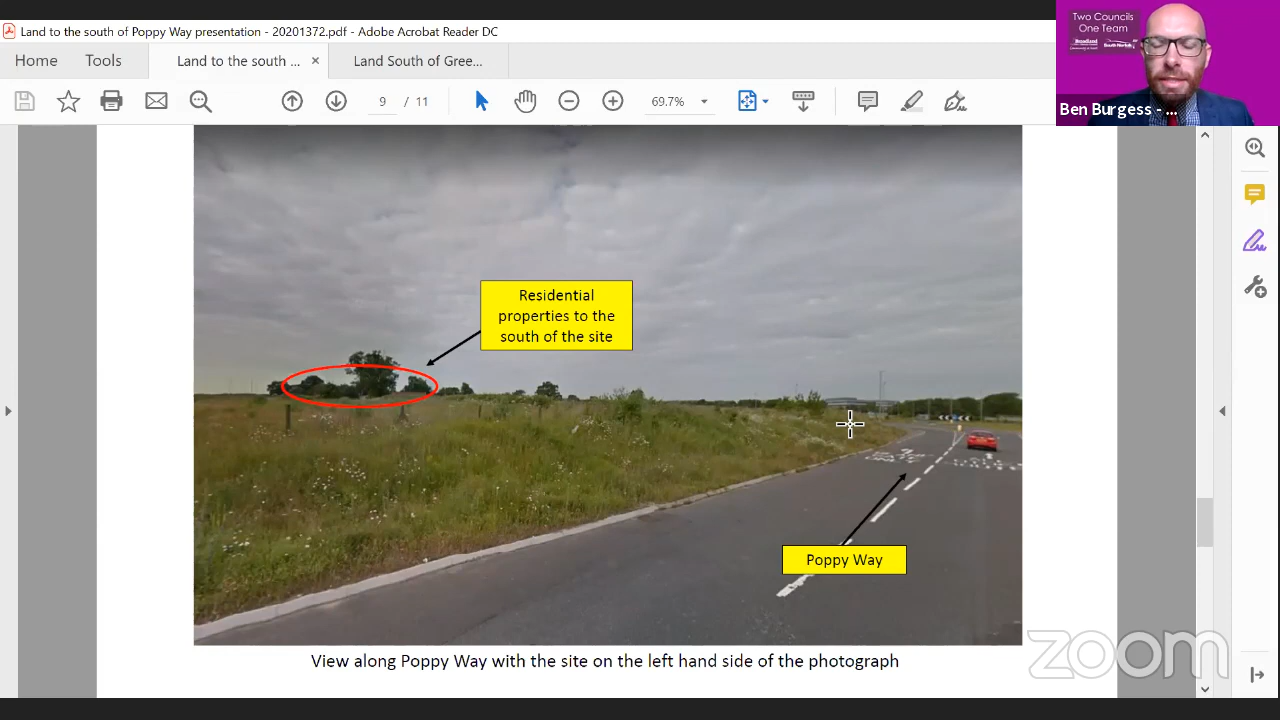 Land to the south of Poppy Way presentation - 20201372.pdf - Adobe Acrobat Reader DC
Home
Tools
Land to the south ...
×
Land South of Gree...
9 / 11
69.7%
Two Councils
One Team
Broadland
South Norfolk
Ben Burgess - ...
Residential
properties to the
south of the site
Poppy Way
View along Poppy Way with the site on the left hand side of the photograph
zoom